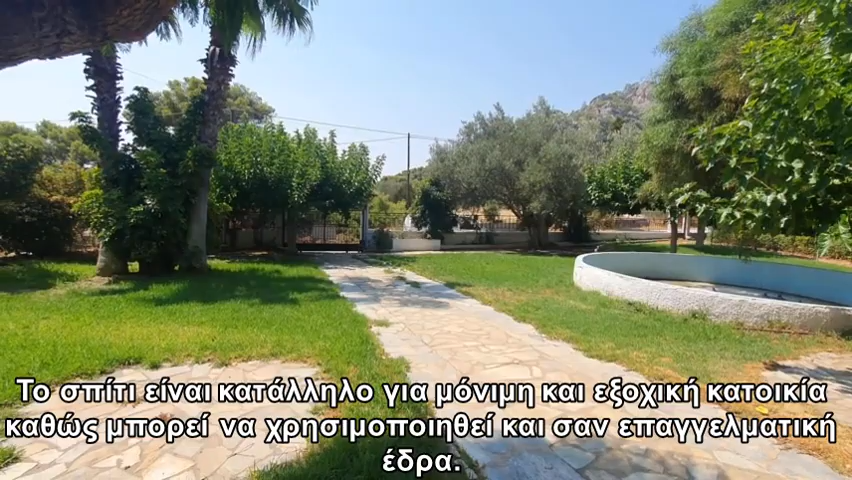 Το σπίτι είναι κατάλληλο για μόνιμη και εξοχική κατοικία
καθώς μπορεί να χρησιμοποιηθεί και σαν επαγγελματική
έδρα.